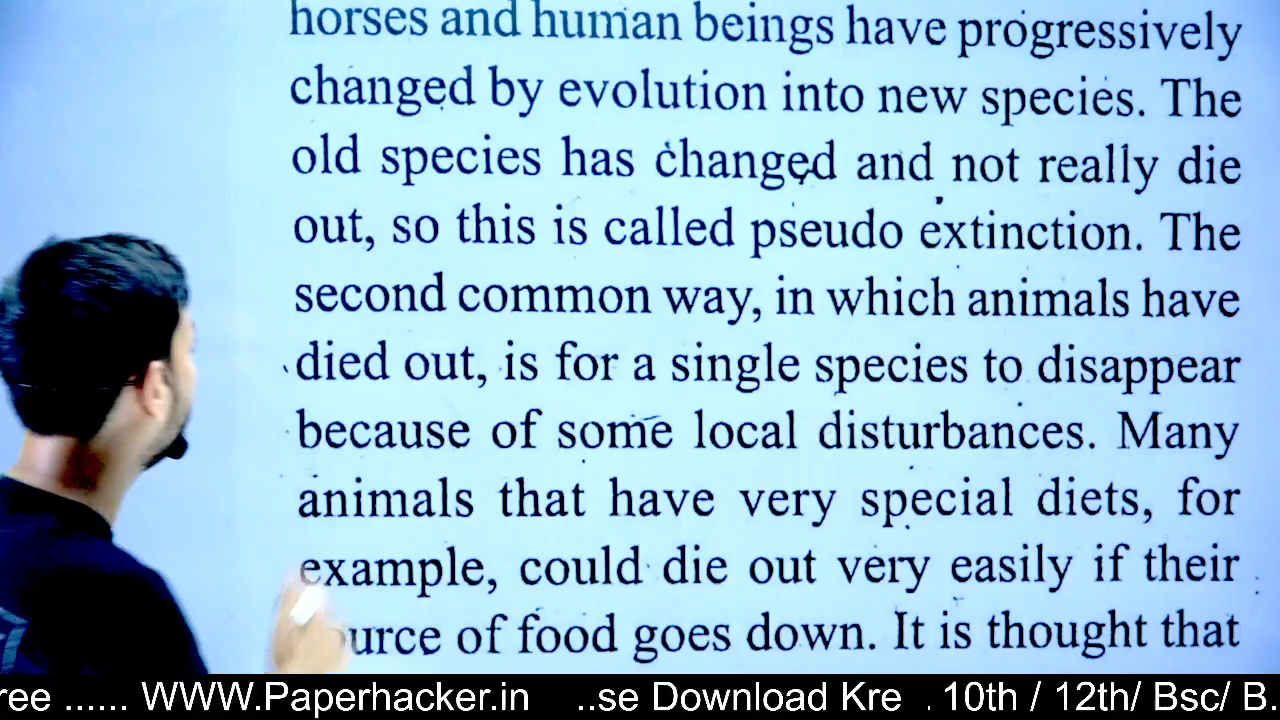 horses and human beings have progressively
changed by evolution into new species. The
old species has changed and not really die
out, so this is called pseudo extinction. The
second common way, in which animals have
died out, is for a single species to disappear
because of some local disturbances. Many
animals that have very special diets, for
example, could die out very easily if their
urce of food goes down. It is thought that
ree ...... WWW.Paperhacker.in ..se Download Kre . 10th / 12th/ Bsc/ B.